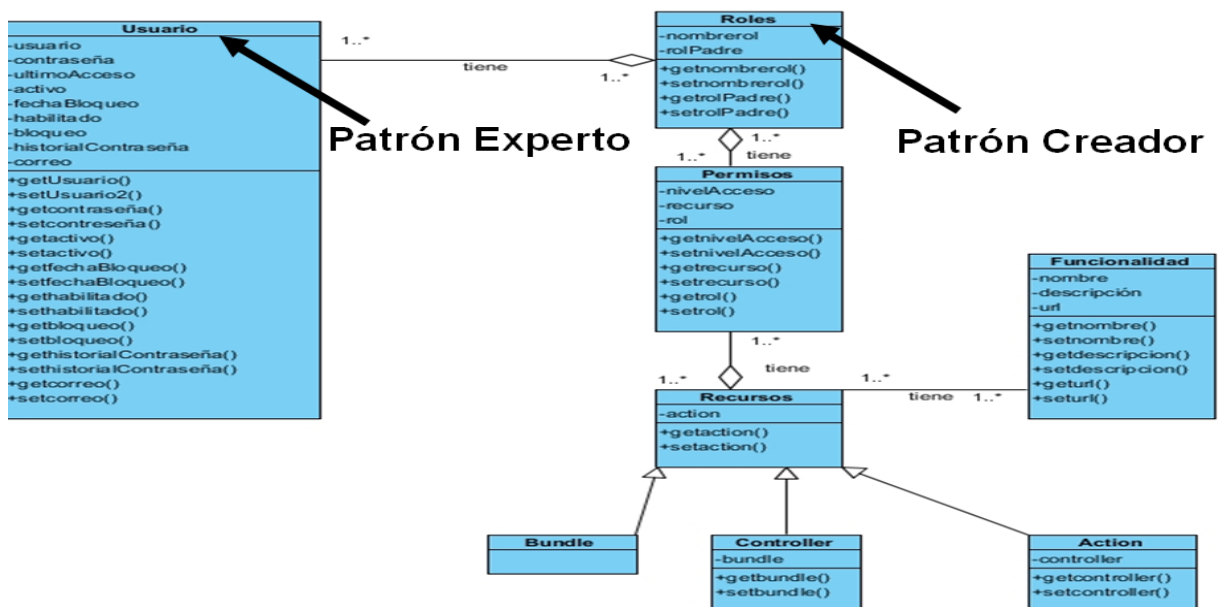 Usuario
-usuario
-contraseña
-ultimoAcceso
-activo
-fechaBloqueo
-habilitado
-bloqueo
-historialContraseña
-correo
+getUsuario()
+setUsuario2()
+getcontraseña()
+setcontreseña()
+getactivo()
+setactivo()
+getfechaBloqueo()
+setfechaBloqueo()
+gethabilitado()
+sethabilitado()
+getbloqueo()
+setbloqueo()
+gethistorialContraseña()
+sethistorialContraseña()
+getcorreo()
+setcorreo()
Patrón Experto
1..*
tiene
1..*
Roles
-nombrerol
-rolPadre
+getnombrerol()
+setnombrerol()
+getrolPadre()
+setrolPadre()
Patrón Creador
1..*
1..*
tiene
Permisos
-nivelAcceso
-recurso
-rol
+getnivelAcceso()
+setnivelAcceso()
+getrecurso()
+setrecurso()
+getrol()
+setrol()
1..*
tiene
1..*
Recursos
-action
+getaction()
+setaction()
1..*
tiene
1..*
Funcionalidad
-nombre
-descripción
-url
+getnombre()
+setnombre()
+getdescripcion()
+setdescripcion()
+geturl()
+seturl()
Bundle
Controller
-bundle
+getbundle()
+setbundle()
Action
-controller
+getcontroller()
+setcontroller()